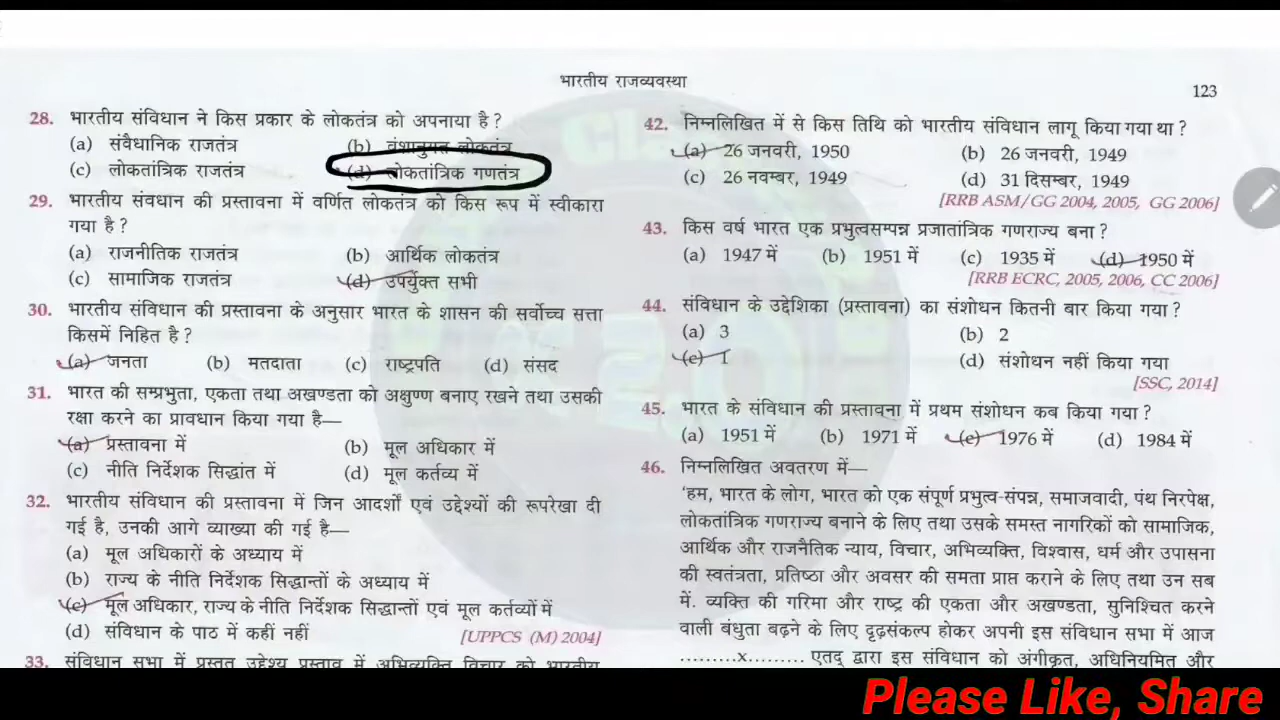 भारतीय राजव्यवस्था
123
28. भारतीय संविधान ने किस प्रकार के लोकतंत्र को अपनाया है ?
(a) संवैधानिक राजतंत्र (b) वंशानुगत लोकतंत्र
(c) लोकतांत्रिक राजतंत्र (d) लोकतांत्रिक गणतंत्र
29. भारतीय संवधान की प्रस्तावना में वर्णित लोकतंत्र को किस रूप में स्वीकारा
गया है ?
(a) राजनीतिक राजतंत्र (b) आर्थिक लोकतंत्र
(c) सामाजिक राजतंत्र (d) उपर्युक्त सभी
30. भारतीय संविधान की प्रस्तावना के अनुसार भारत के शासन की सर्वोच्च सत्ता
किसमें निहित है ?
(a) जनता (b) मतदाता (c) राष्ट्रपति (d) संसद
31. भारत की सम्प्रभुता, एकता तथा अखण्डता को अक्षुण्ण बनाए रखने तथा उसकी
रक्षा करने का प्रावधान किया गया है—
(a) प्रस्तावना में (b) मूल अधिकार में
(c) नीति निर्देशक सिद्धांत में (d) मूल कर्तव्य में
32. भारतीय संविधान की प्रस्तावना में जिन आदर्शों एवं उद्देश्यों की रूपरेखा दी
गई है, उनकी आगे व्याख्या की गई है—
(a) मूल अधिकारों के अध्याय में
(b) राज्य के नीति निर्देशक सिद्धान्तों के अध्याय में
(c) मूल अधिकार, राज्य के नीति निर्देशक सिद्धान्तों एवं मूल कर्तव्यों में
(d) संविधान के पाठ में कहीं नहीं [UPPCS (M) 2004]
33. संविधान सभा में प्रस्तुत उद्देश्य प्रस्ताव में अभिव्यक्ति विचार को भारतीय
42. निम्नलिखित में से किस तिथि को भारतीय संविधान लागू किया गया था ?
(a) 26 जनवरी, 1950 (b) 26 जनवरी, 1949
(c) 26 नवम्बर, 1949 (d) 31 दिसम्बर, 1949
[RRB ASM/GG 2004, 2005, GG 2006]
43. किस वर्ष भारत एक प्रभुत्वसम्पन्न प्रजातांत्रिक गणराज्य बना ?
(a) 1947 में (b) 1951 में (c) 1935 में (d) 1950 में
[RRB ECRC, 2005, 2006, CC 2006]
44. संविधान के उद्देशिका (प्रस्तावना) का संशोधन कितनी बार किया गया ?
(a) 3 (b) 2
(c) 1 (d) संशोधन नहीं किया गया
[SSC, 2014]
45. भारत के संविधान की प्रस्तावना में प्रथम संशोधन कब किया गया ?
(a) 1951 में (b) 1971 में (c) 1976 में (d) 1984 में
46. निम्नलिखित अवतरण में—
'हम, भारत के लोग, भारत को एक संपूर्ण प्रभुत्व-संपन्न, समाजवादी, पंथ निरपेक्ष,
लोकतांत्रिक गणराज्य बनाने के लिए तथा उसके समस्त नागरिकों को सामाजिक,
आर्थिक और राजनैतिक न्याय, विचार, अभिव्यक्ति, विश्वास, धर्म और उपासना
की स्वतंत्रता, प्रतिष्ठा और अवसर की समता प्राप्त कराने के लिए तथा उन सब
में. व्यक्ति की गरिमा और राष्ट्र की एकता और अखण्डता, सुनिश्चित करने
वाली बंधुता बढ़ने के लिए दृढ़संकल्प होकर अपनी इस संविधान सभा में आज
.........x......... एतद् द्वारा इस संविधान को अंगीकृत, अधिनियमित और
Please Like, Share